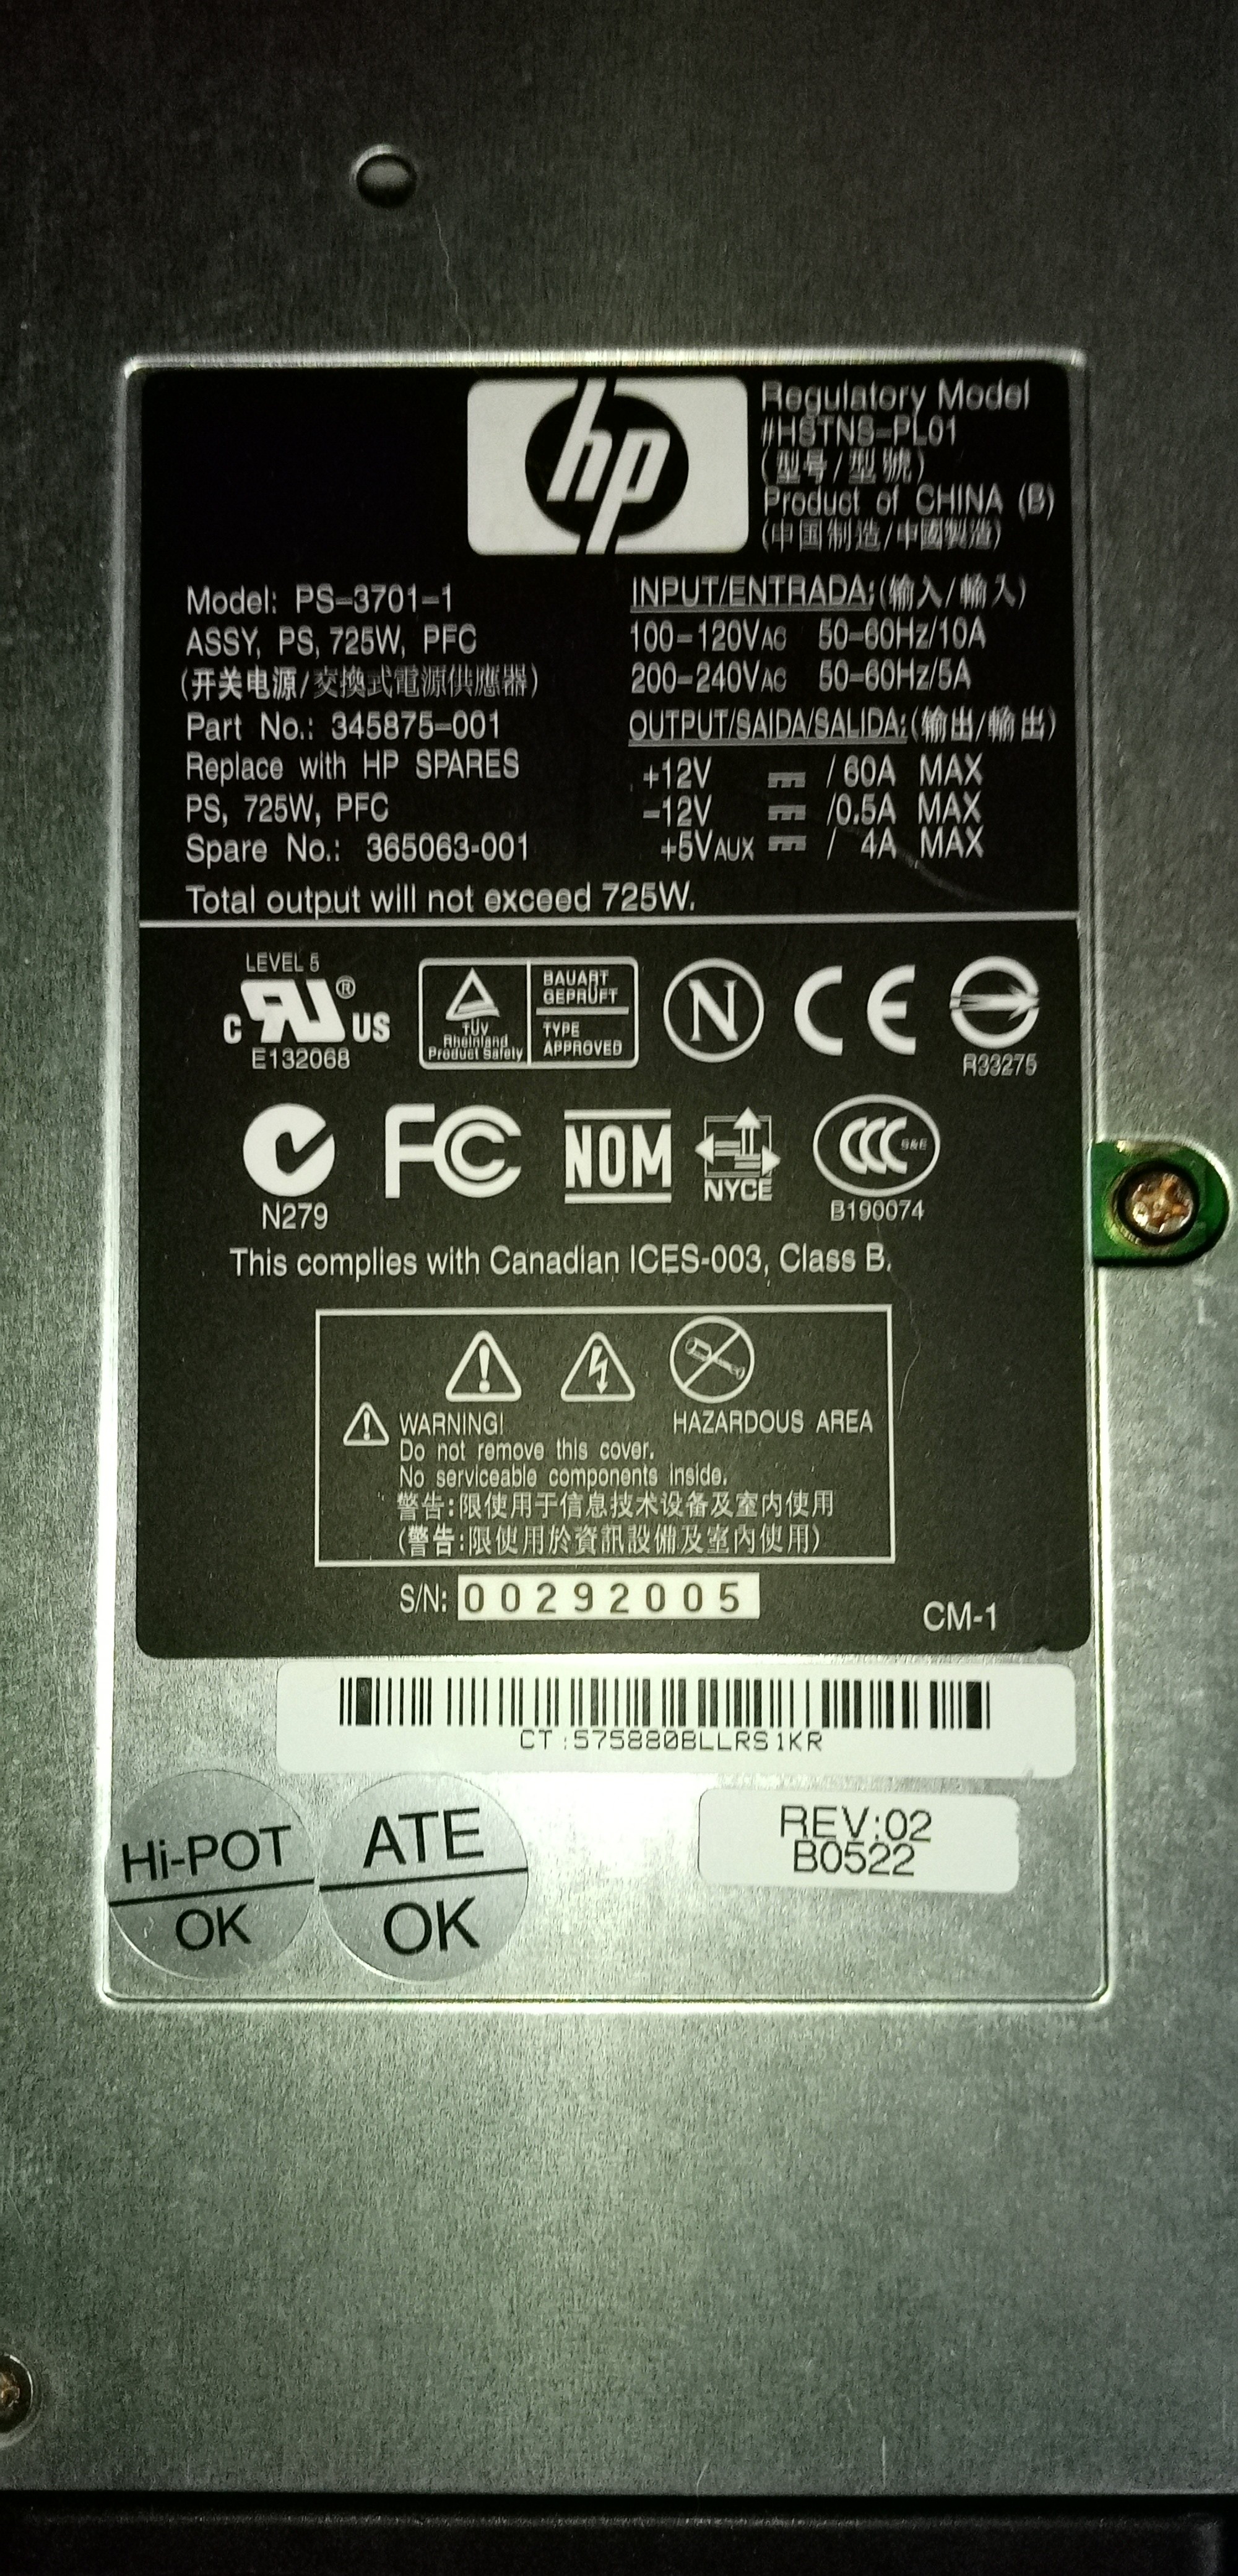 hp
Regulatory Model
#HSTNS-PL01
(型号/型號)
Product of CHINA (B)
(中国制造/中國製造)
Model: PS-3701-1
ASSY, PS, 725W, PFC
(开关电源/交換式電源供應器)
Part No.: 345875-001
Replace with HP SPARES
PS, 725W, PFC
Spare No.: 365063-001
Total output will not exceed 725W.
INPUT/ENTRADA:(输入/輸入)
100-120VAC 50-60Hz/10A
200-240VAC 50-60Hz/5A
OUTPUT/SAIDA/SALIDA:(输出/輸出)
+12V ⎓ / 60A MAX
-12V ⎓ /0.5A MAX
+5VAUX ⎓ / 4A MAX
LEVEL 5
C RU ® US
E132068
TÜV
Rheinland
Product Safety
BAUART
GEPRÜFT
TYPE
APPROVED
N
CE
R33275
N279
FC
NOM
NYCE
CCC S&E
B190074
This complies with Canadian ICES-003, Class B.
WARNING!
Do not remove this cover.
No serviceable components inside.
HAZARDOUS AREA
警告:限使用于信息技术设备及室内使用
(警告:限使用於資訊設備及室內使用)
S/N: 00292005
CM-1
CT:575880BLLRS1KR
Hi-POT
OK
ATE
OK
REV:02
B0522